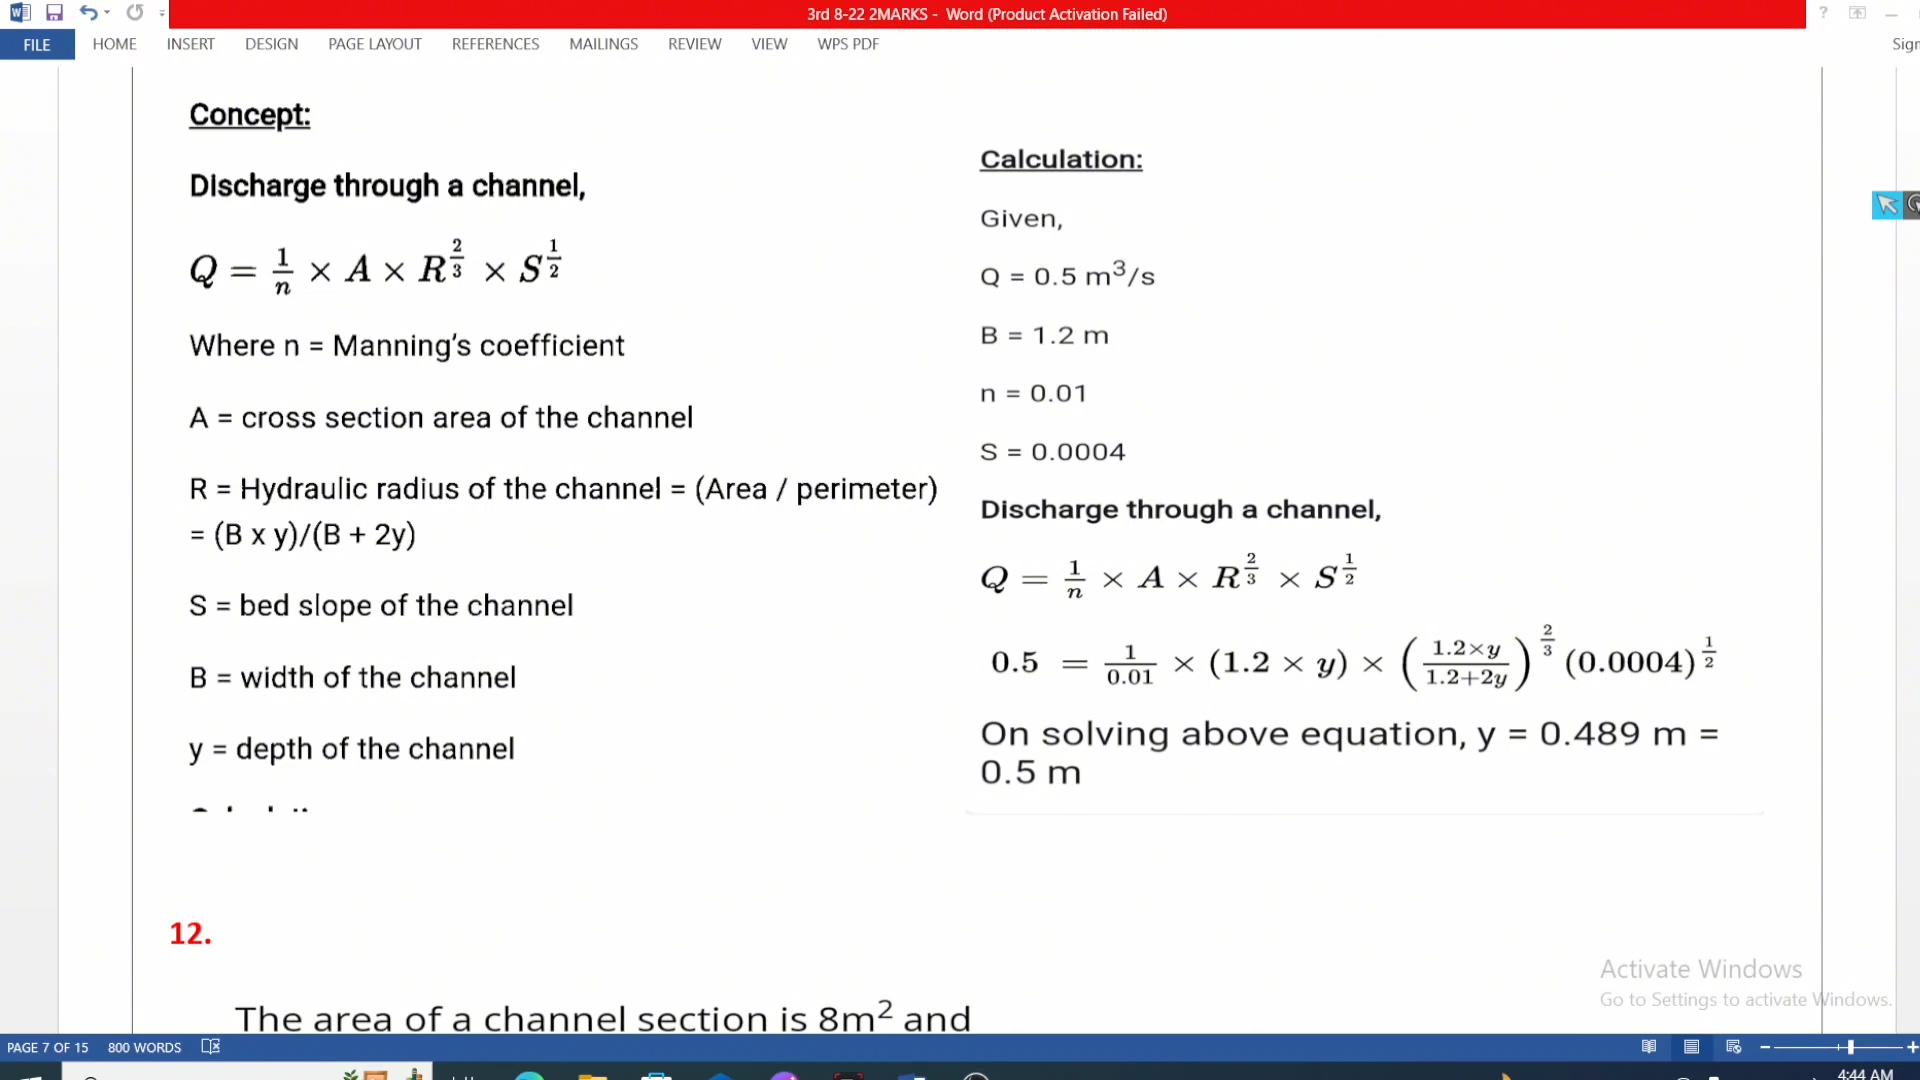 3rd 8-22 2MARKS - Word (Product Activation Failed)
FILE HOME INSERT DESIGN PAGE LAYOUT REFERENCES MAILINGS REVIEW VIEW WPS PDF
Concept:
Discharge through a channel,
Q = 1/n × A × R^(2/3) × S^(1/2)
Where n = Manning's coefficient
A = cross section area of the channel
R = Hydraulic radius of the channel = (Area / perimeter)
= (B x y)/(B + 2y)
S = bed slope of the channel
B = width of the channel
y = depth of the channel
Calculation:
Given,
Q = 0.5 m³/s
B = 1.2 m
n = 0.01
S = 0.0004
Discharge through a channel,
Q = 1/n × A × R^(2/3) × S^(1/2)
0.5 = 1/0.01 × (1.2 × y) × (1.2×y/1.2+2y)^(2/3) (0.0004)^(1/2)
On solving above equation, y = 0.489 m =
0.5 m
12.
The area of a channel section is 8m² and
Activate Windows
Go to Settings to activate Windows.
PAGE 7 OF 15 800 WORDS
4:44 AM